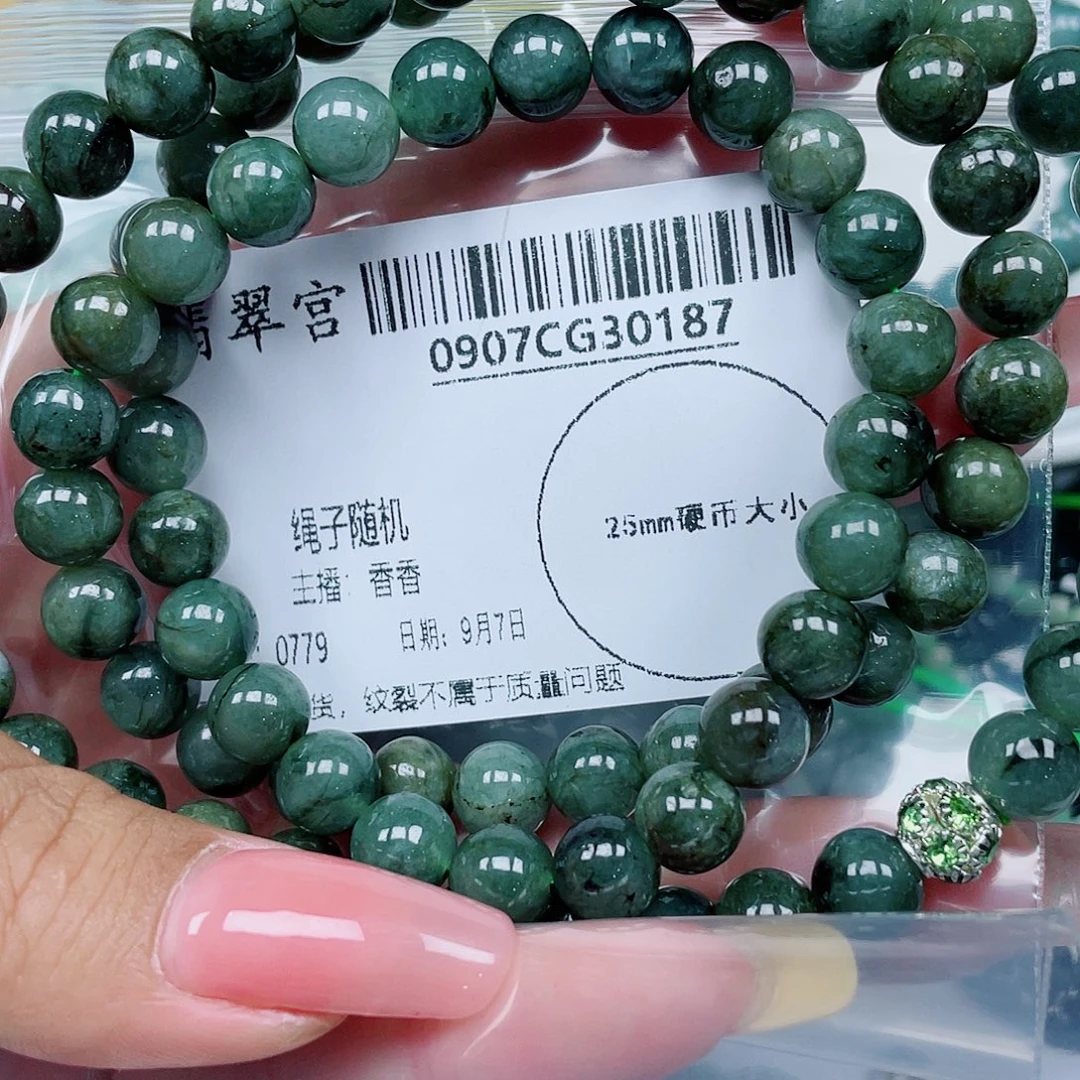 翡翠宫
0907CG30187
25mm硬币大小
绳子随机
主播：香香
0779
日期：9月7日
货，纹裂不属于质量问题